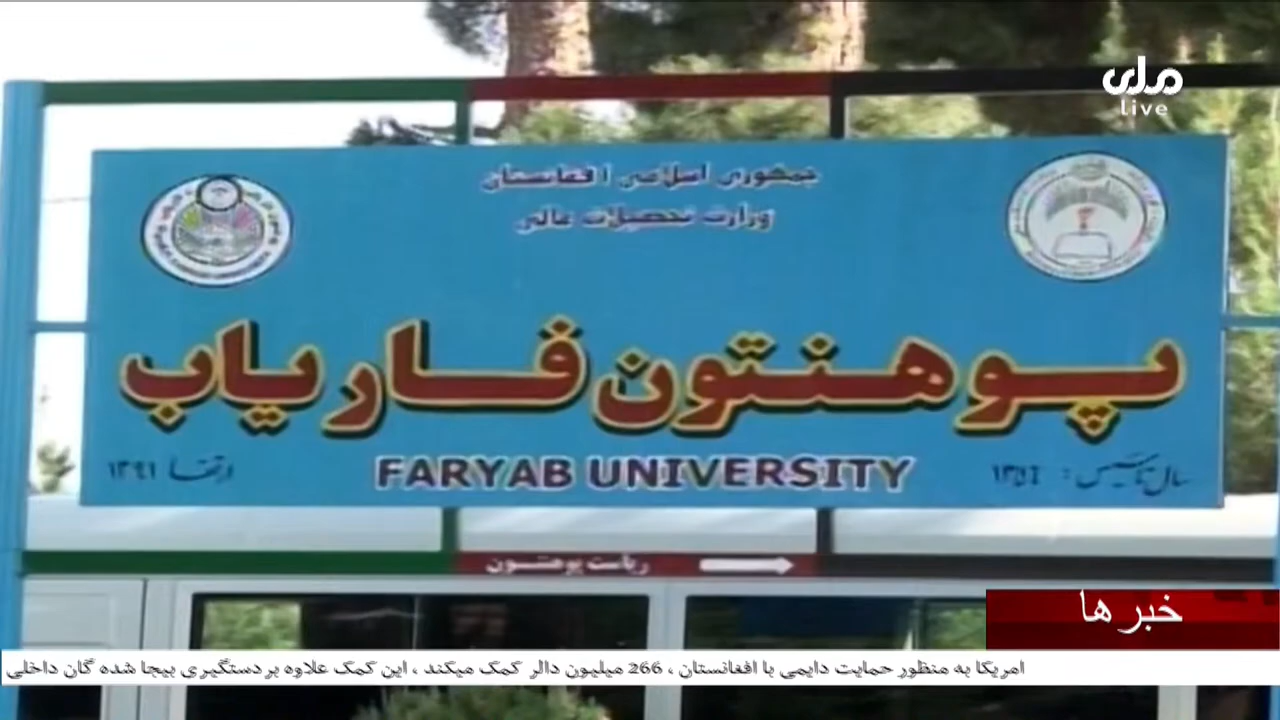 ملی
live
جمهوری اسلامی افغانستان
وزارت تحصیلات عالی
پوهنتون فاریاب
FARYAB UNIVERSITY
سال تاسیس :
ارتقا ۱۳۹۱
ریاست پوهنتون
خبر ها
امریکا به منظور حمایت دایمی با افغانستان ، 266 میلیون دالر کمک میکند ، این کمک علاوه بر دستگیری بیجا شده گان داخلی